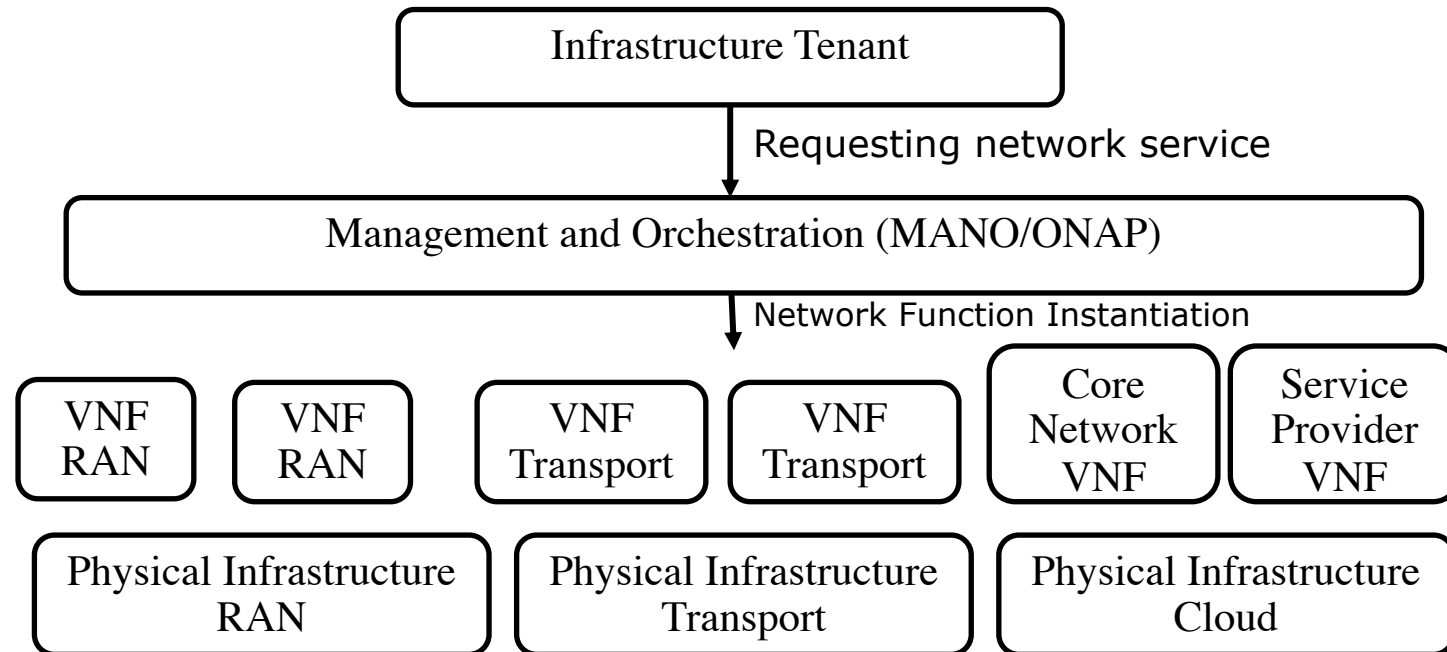 Infrastructure Tenant
Requesting network service
Management and Orchestration (MANO/ONAP)
Network Function Instantiation
VNF
RAN
VNF
RAN
VNF
Transport
VNF
Transport
Core
Network
VNF
Service
Provider
VNF
Physical Infrastructure
RAN
Physical Infrastructure
Transport
Physical Infrastructure
Cloud